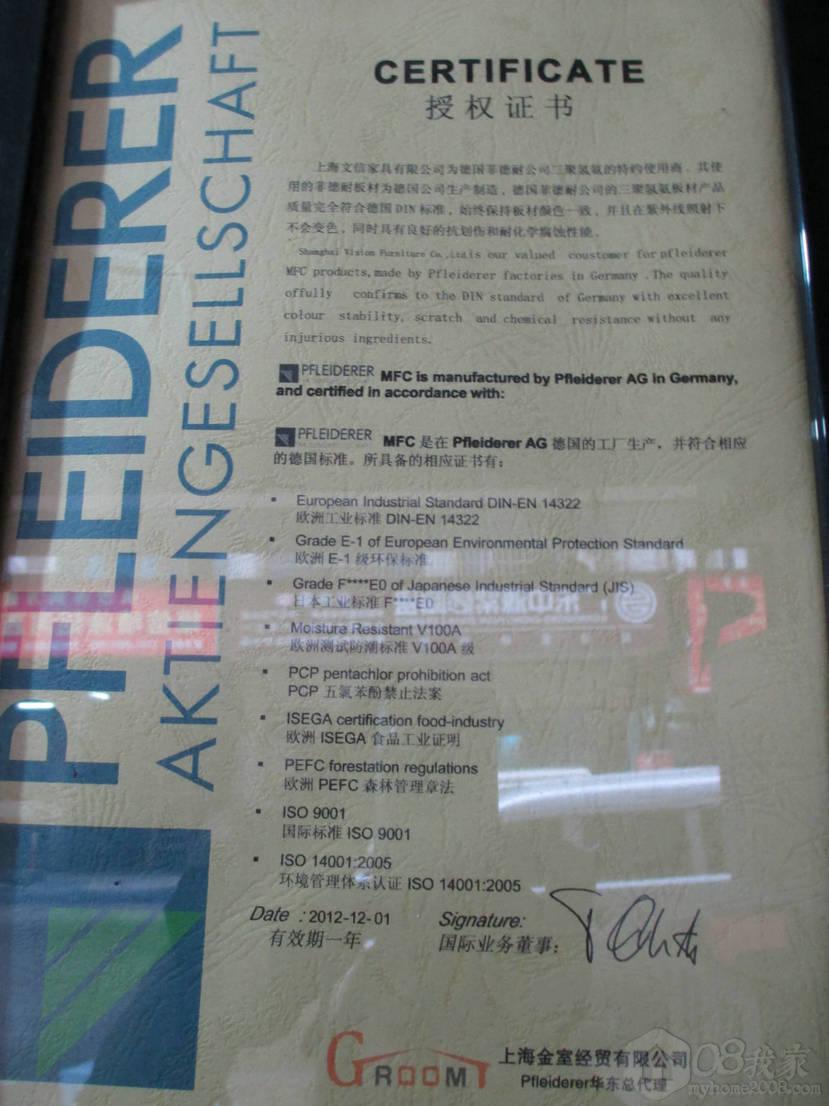 PFLEIDERER
AKTIENGESELLSCHAFT
CERTIFICATE
授权证书
上海文信家具有限公司为德国菲德耐公司三聚氢氨的特约使用商。其使
用的菲德耐板材为德国公司生产制造，德国菲德耐公司的三聚氢氨板材产品
质量完全符合德国DIN标准，始终保持板材颜色一致，并且在紫外线照射下
不会变色，同时具有良好的抗划伤和耐化学腐蚀性能。
Shanghai Vision Furniture Co.,Ltd.is our valued coustomer for pfleiderer
MFC products,made by Pfleiderer factories in Germany .The quality
offully confirms to the DIN standard of Germany with excellent
colour stability, scratch and chemical resistance without any
injurious ingredients.
PFLEIDERER MFC is manufactured by Pfleiderer AG in Germany,
and certified in accordance with:
PFLEIDERER MFC 是在 Pfleiderer AG 德国的工厂生产，并符合相应
的德国标准。所具备的相应证书有：
▪ European Industrial Standard DIN-EN 14322
欧洲工业标准 DIN-EN 14322
▪ Grade E-1 of European Environmental Protection Standard
欧洲 E-1 级环保标准
▪ Grade F****E0 of Japanese Industrial Standard (JIS)
日本工业标准 F****E0
▪ Moisture Resistant V100A
欧洲测试防潮标准 V100A 级
▪ PCP pentachlor prohibition act
PCP 五氯苯酚禁止法案
▪ ISEGA certification food-industry
欧洲 ISEGA 食品工业证明
▪ PEFC forestation regulations
欧洲 PEFC 森林管理章法
▪ ISO 9001
国际标准 ISO 9001
▪ ISO 14001:2005
环境管理体系认证 ISO 14001:2005
Date : 2012-12-01
有效期一年
Signature:
国际业务董事：
GROOM
上海金室经贸有限公司
Pfleiderer华东总代理
08我家
myhome2008.com